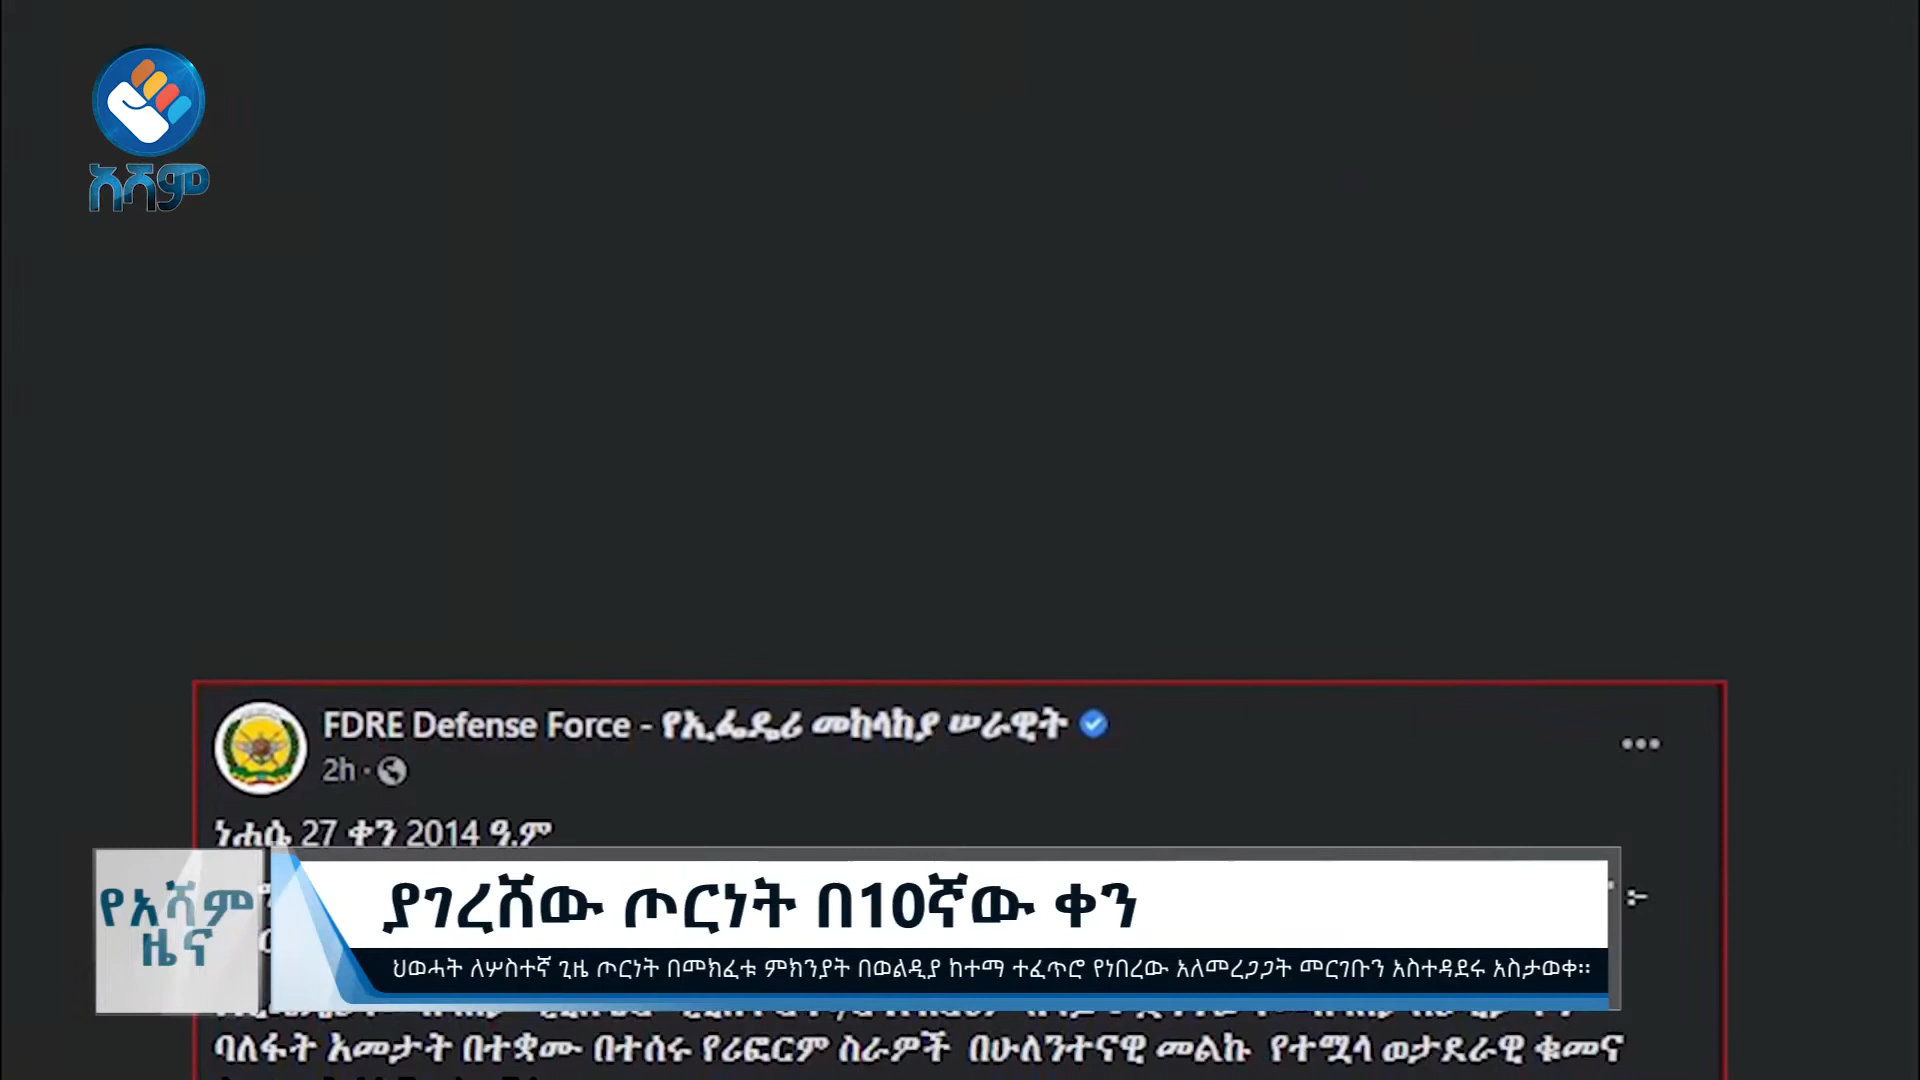 አሻም
FDRE Defense Force - የኢፌዴሪ መከላከያ ሠራዊት
2h
ነሐሴ 27 ቀን 2014 ዓ.ም
የአሻም
ዜና
ያገረሸው ጦርነት በ10ኛው ቀን
ህወሓት ለሦስተኛ ጊዜ ጦርነት በመክፈቱ ምክንያት በወልዲያ ከተማ ተፈጥሮ የነበረው አለመረጋጋት መርገቡን አስተዳደሩ አስታወቀ፡፡
ባለፋት አመታት በተቋሙ በተሰሩ የሪፎርም ስራዎች በሁለንተናዊ መልኩ የተሟላ ወታደራዊ ቁመና